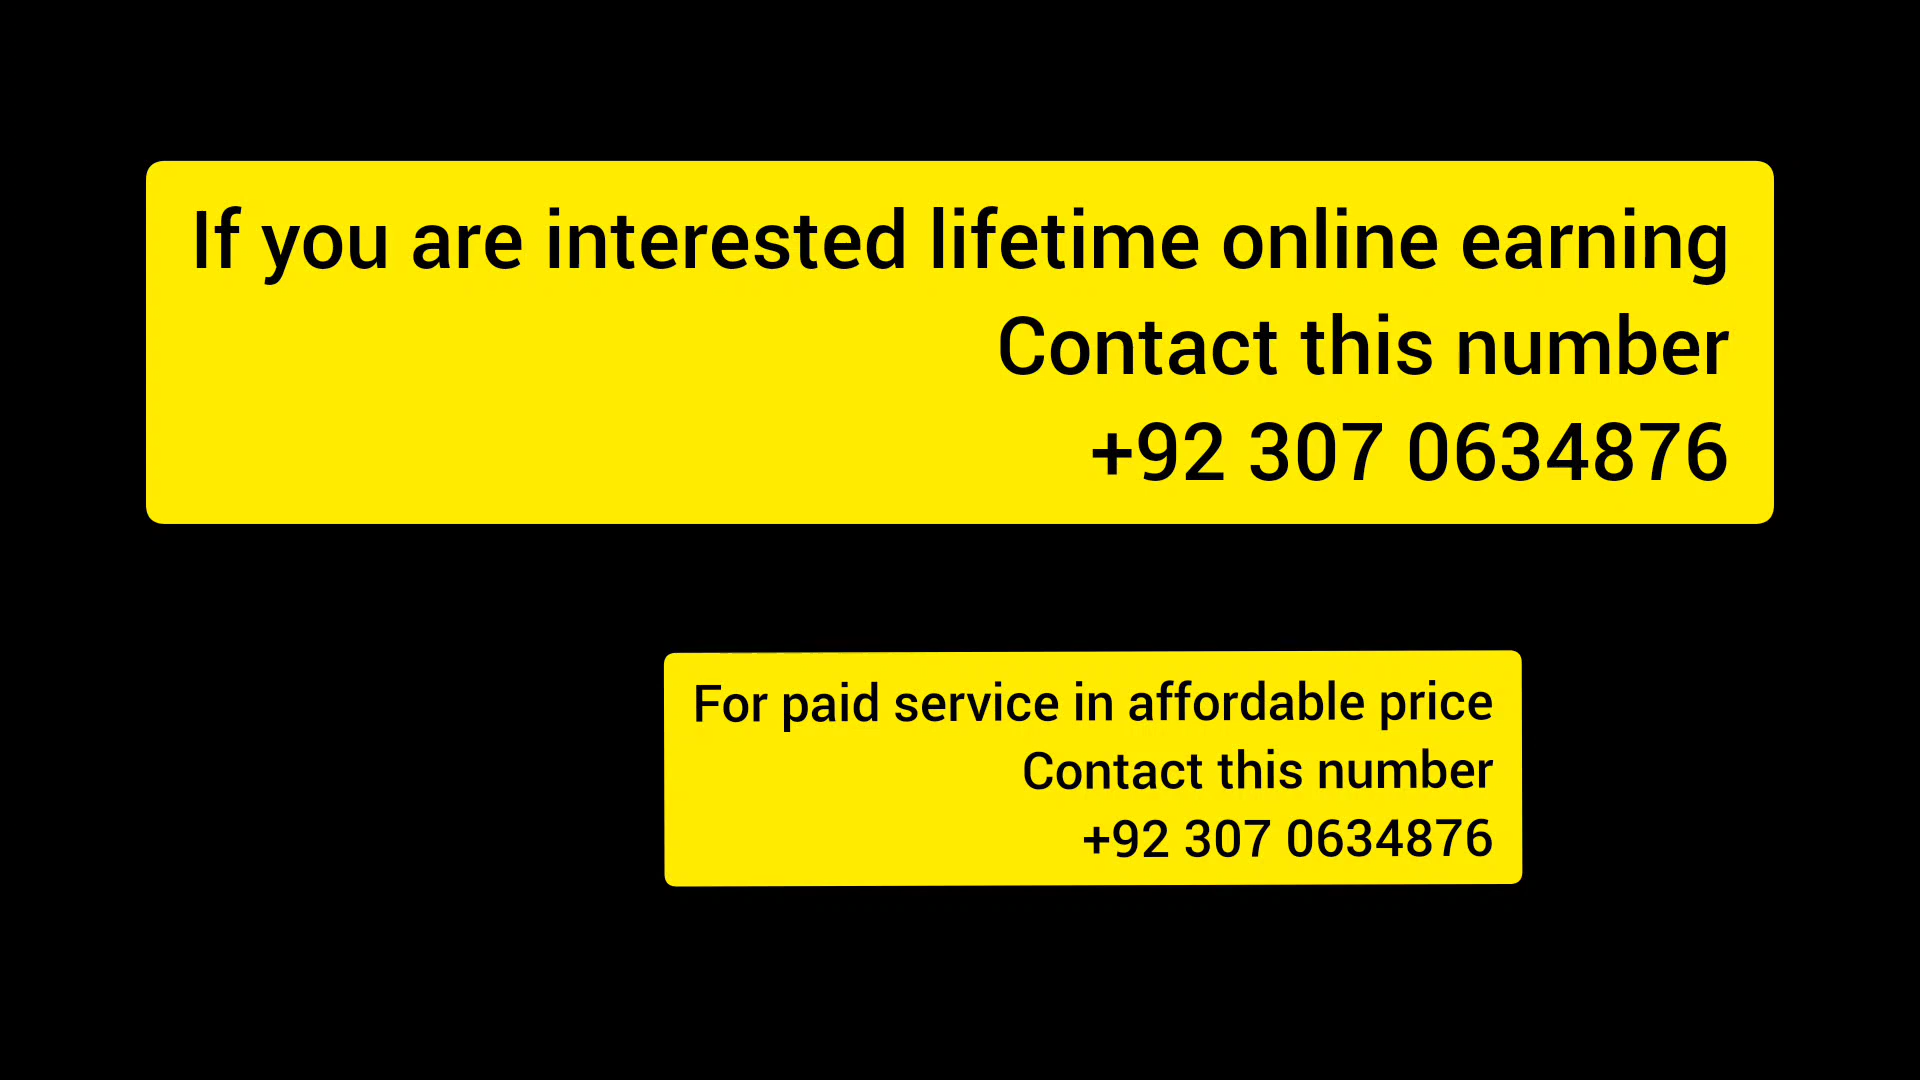 If you are interested lifetime online earning
Contact this number
+92 307 0634876
For paid service in affordable price
Contact this number
+92 307 0634876